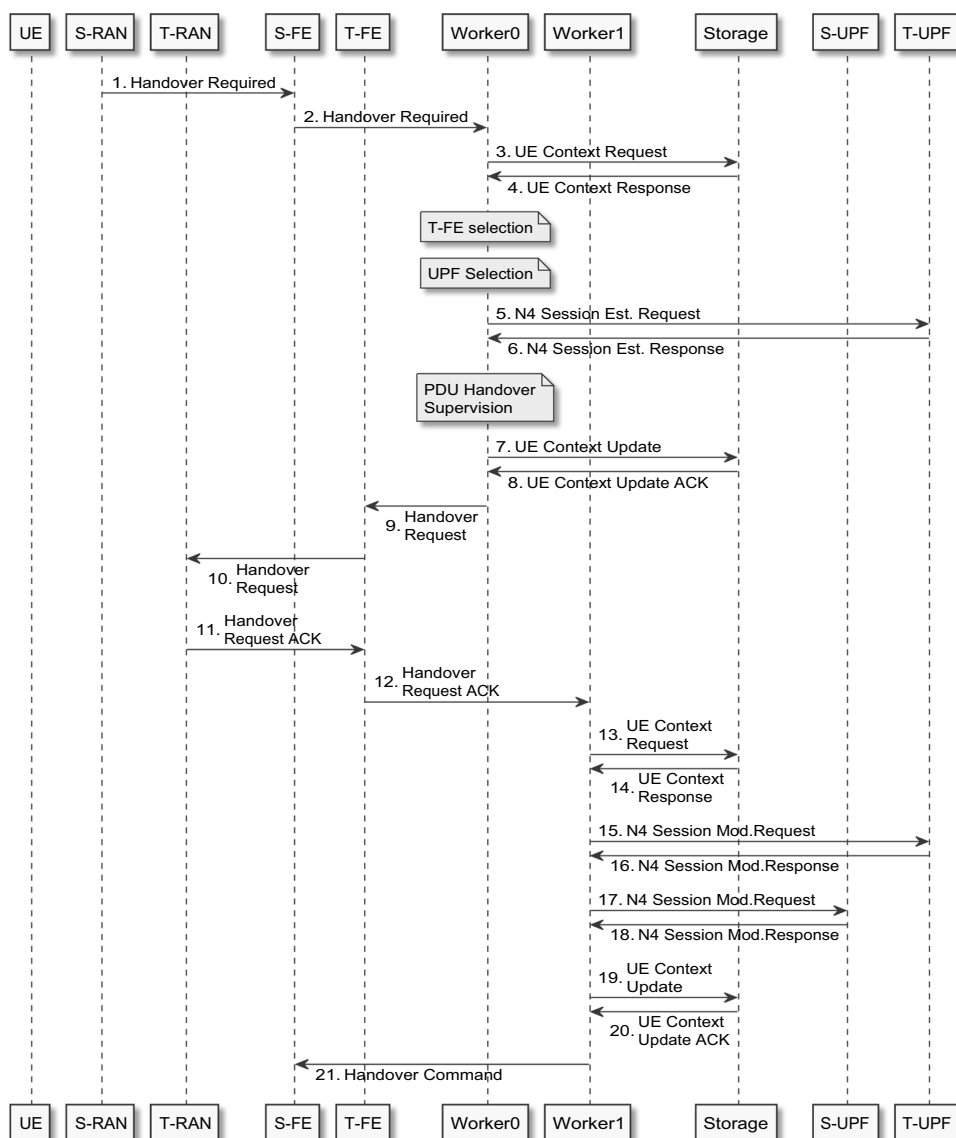 UE S-RAN T-RAN S-FE T-FE Worker0 Worker1 Storage S-UPF T-UPF
1. Handover Required
2. Handover Required
3. UE Context Request
4. UE Context Response
T-FE selection
UPF Selection
5. N4 Session Est. Request
6. N4 Session Est. Response
PDU Handover
Supervision
7. UE Context Update
8. UE Context Update ACK
9. Handover
Request
10. Handover
Request
11. Handover
Request ACK
12. Handover
Request ACK
13. UE Context
Request
14. UE Context
Response
15. N4 Session Mod.Request
16. N4 Session Mod.Response
17. N4 Session Mod.Request
18. N4 Session Mod.Response
19. UE Context
Update
20. UE Context
Update ACK
21. Handover Command
UE S-RAN T-RAN S-FE T-FE Worker0 Worker1 Storage S-UPF T-UPF